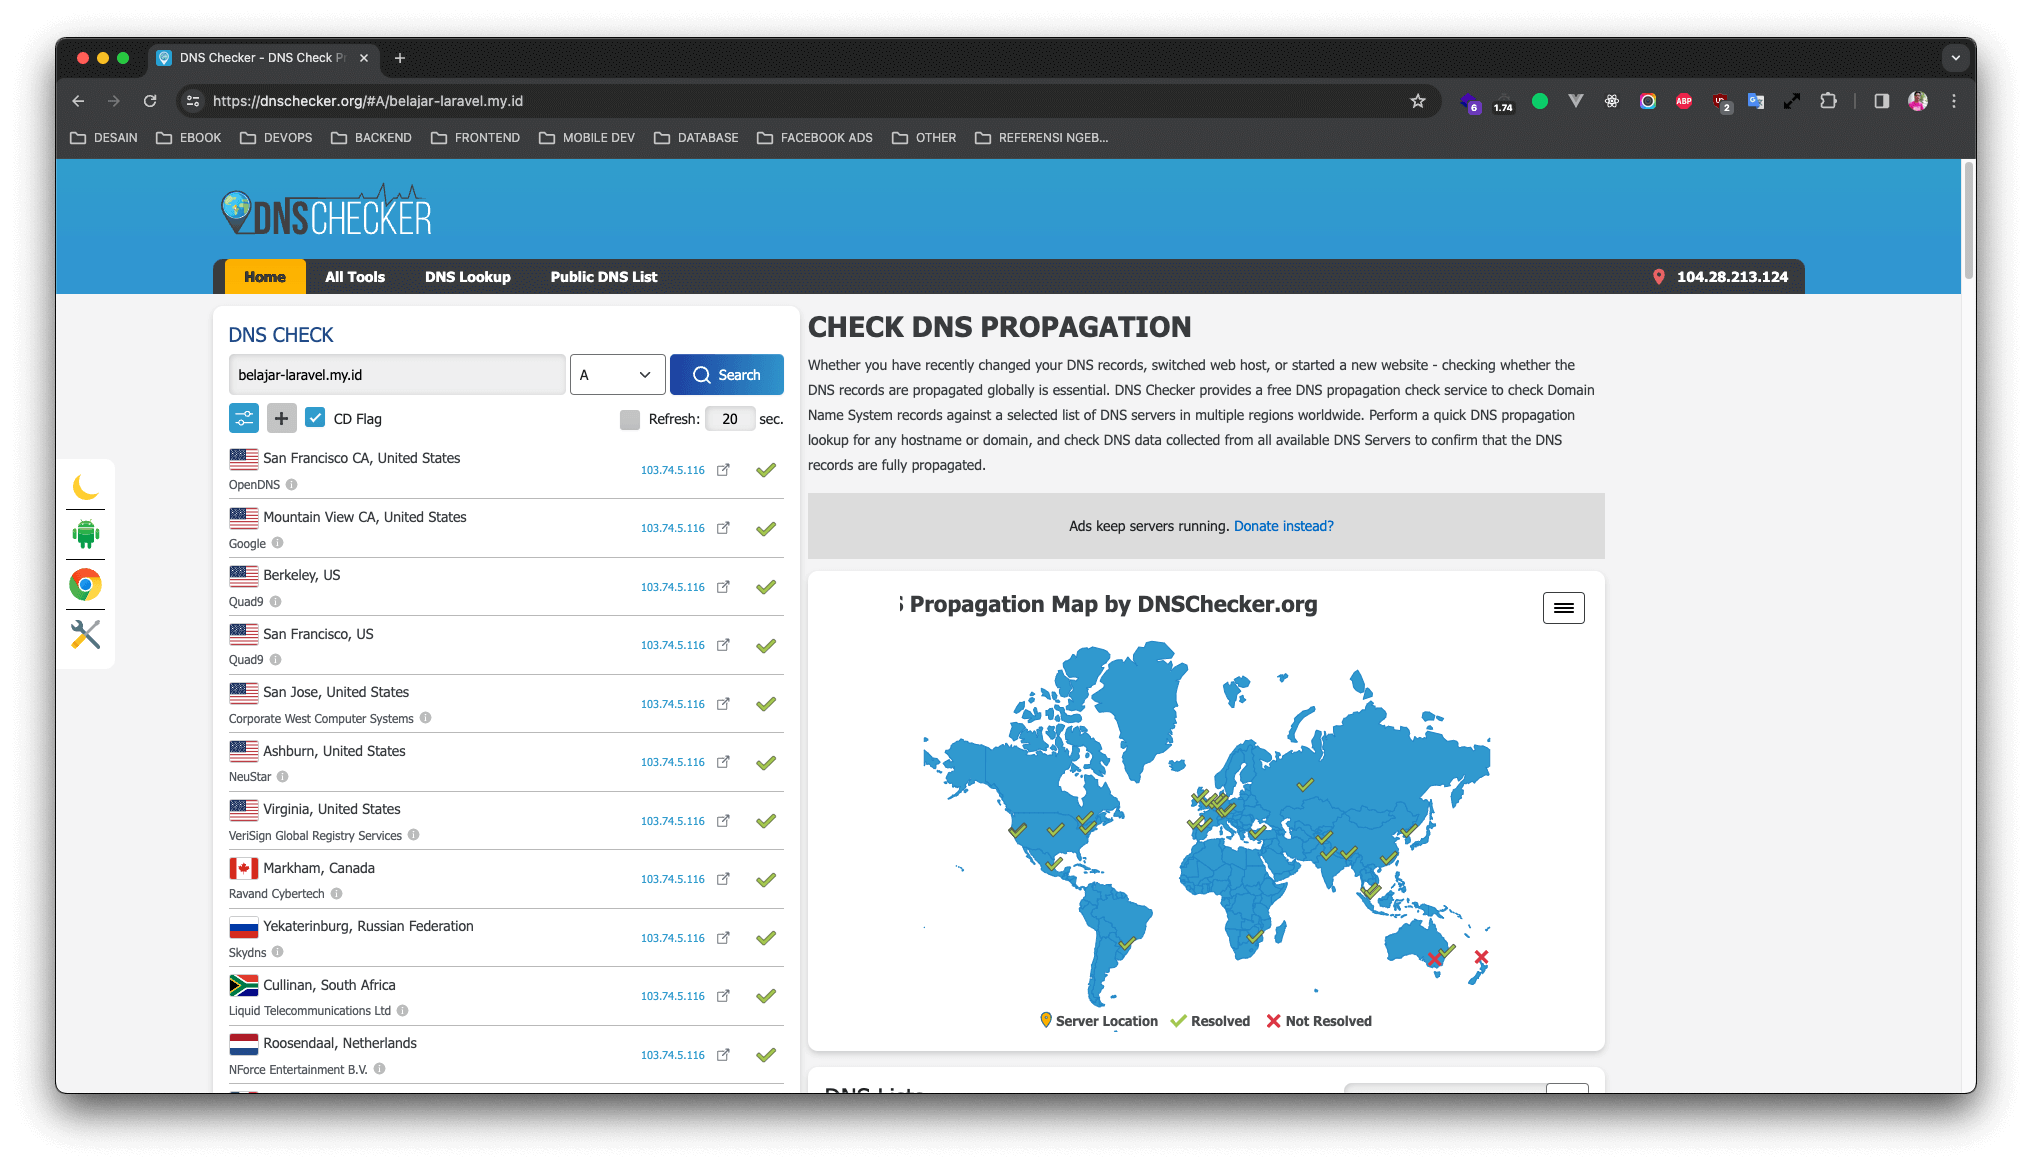 DNS Checker - DNS Check P
https://dnschecker.org/#A/belajar-laravel.my.id
6
1.74
ABP
2
DESAIN
EBOOK
DEVOPS
BACKEND
FRONTEND
MOBILE DEV
DATABASE
FACEBOOK ADS
OTHER
REFERENSI NGEB...
DNSCHECKER
Home
All Tools
DNS Lookup
Public DNS List
104.28.213.124
DNS CHECK
belajar-laravel.my.id
A
Search
CD Flag
Refresh: 20 sec.
San Francisco CA, United States
OpenDNS
103.74.5.116
Mountain View CA, United States
Google
103.74.5.116
Berkeley, US
Quad9
103.74.5.116
San Francisco, US
Quad9
103.74.5.116
San Jose, United States
Corporate West Computer Systems
103.74.5.116
Ashburn, United States
NeuStar
103.74.5.116
Virginia, United States
VeriSign Global Registry Services
103.74.5.116
Markham, Canada
Ravand Cybertech
103.74.5.116
Yekaterinburg, Russian Federation
Skydns
103.74.5.116
Cullinan, South Africa
Liquid Telecommunications Ltd
103.74.5.116
Roosendaal, Netherlands
NForce Entertainment B.V.
103.74.5.116
CHECK DNS PROPAGATION
Whether you have recently changed your DNS records, switched web host, or started a new website - checking whether the
DNS records are propagated globally is essential. DNS Checker provides a free DNS propagation check service to check Domain
Name System records against a selected list of DNS servers in multiple regions worldwide. Perform a quick DNS propagation
lookup for any hostname or domain, and check DNS data collected from all available DNS Servers to confirm that the DNS
records are fully propagated.
Ads keep servers running. Donate instead?
S Propagation Map by DNSChecker.org
Server Location
Resolved
Not Resolved